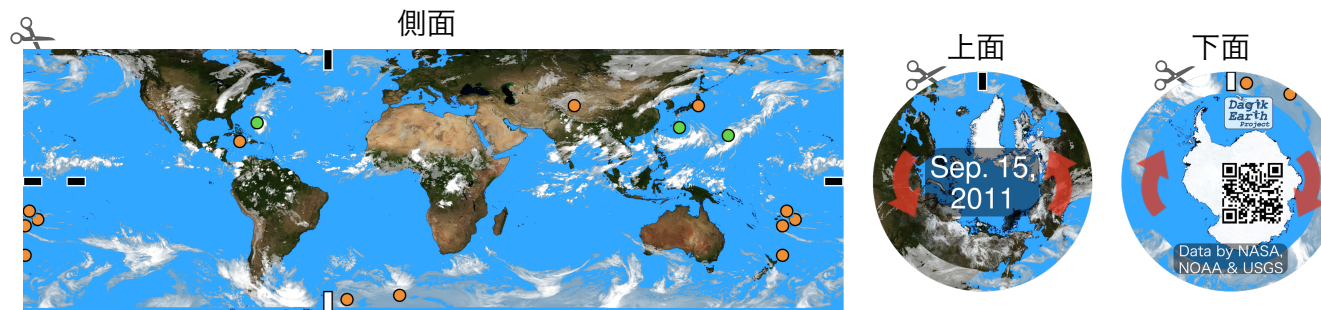 側面
上面
Sep. 15,
2011
下面
Dagik
Earth
Project
Data by NASA,
NOAA & USGS